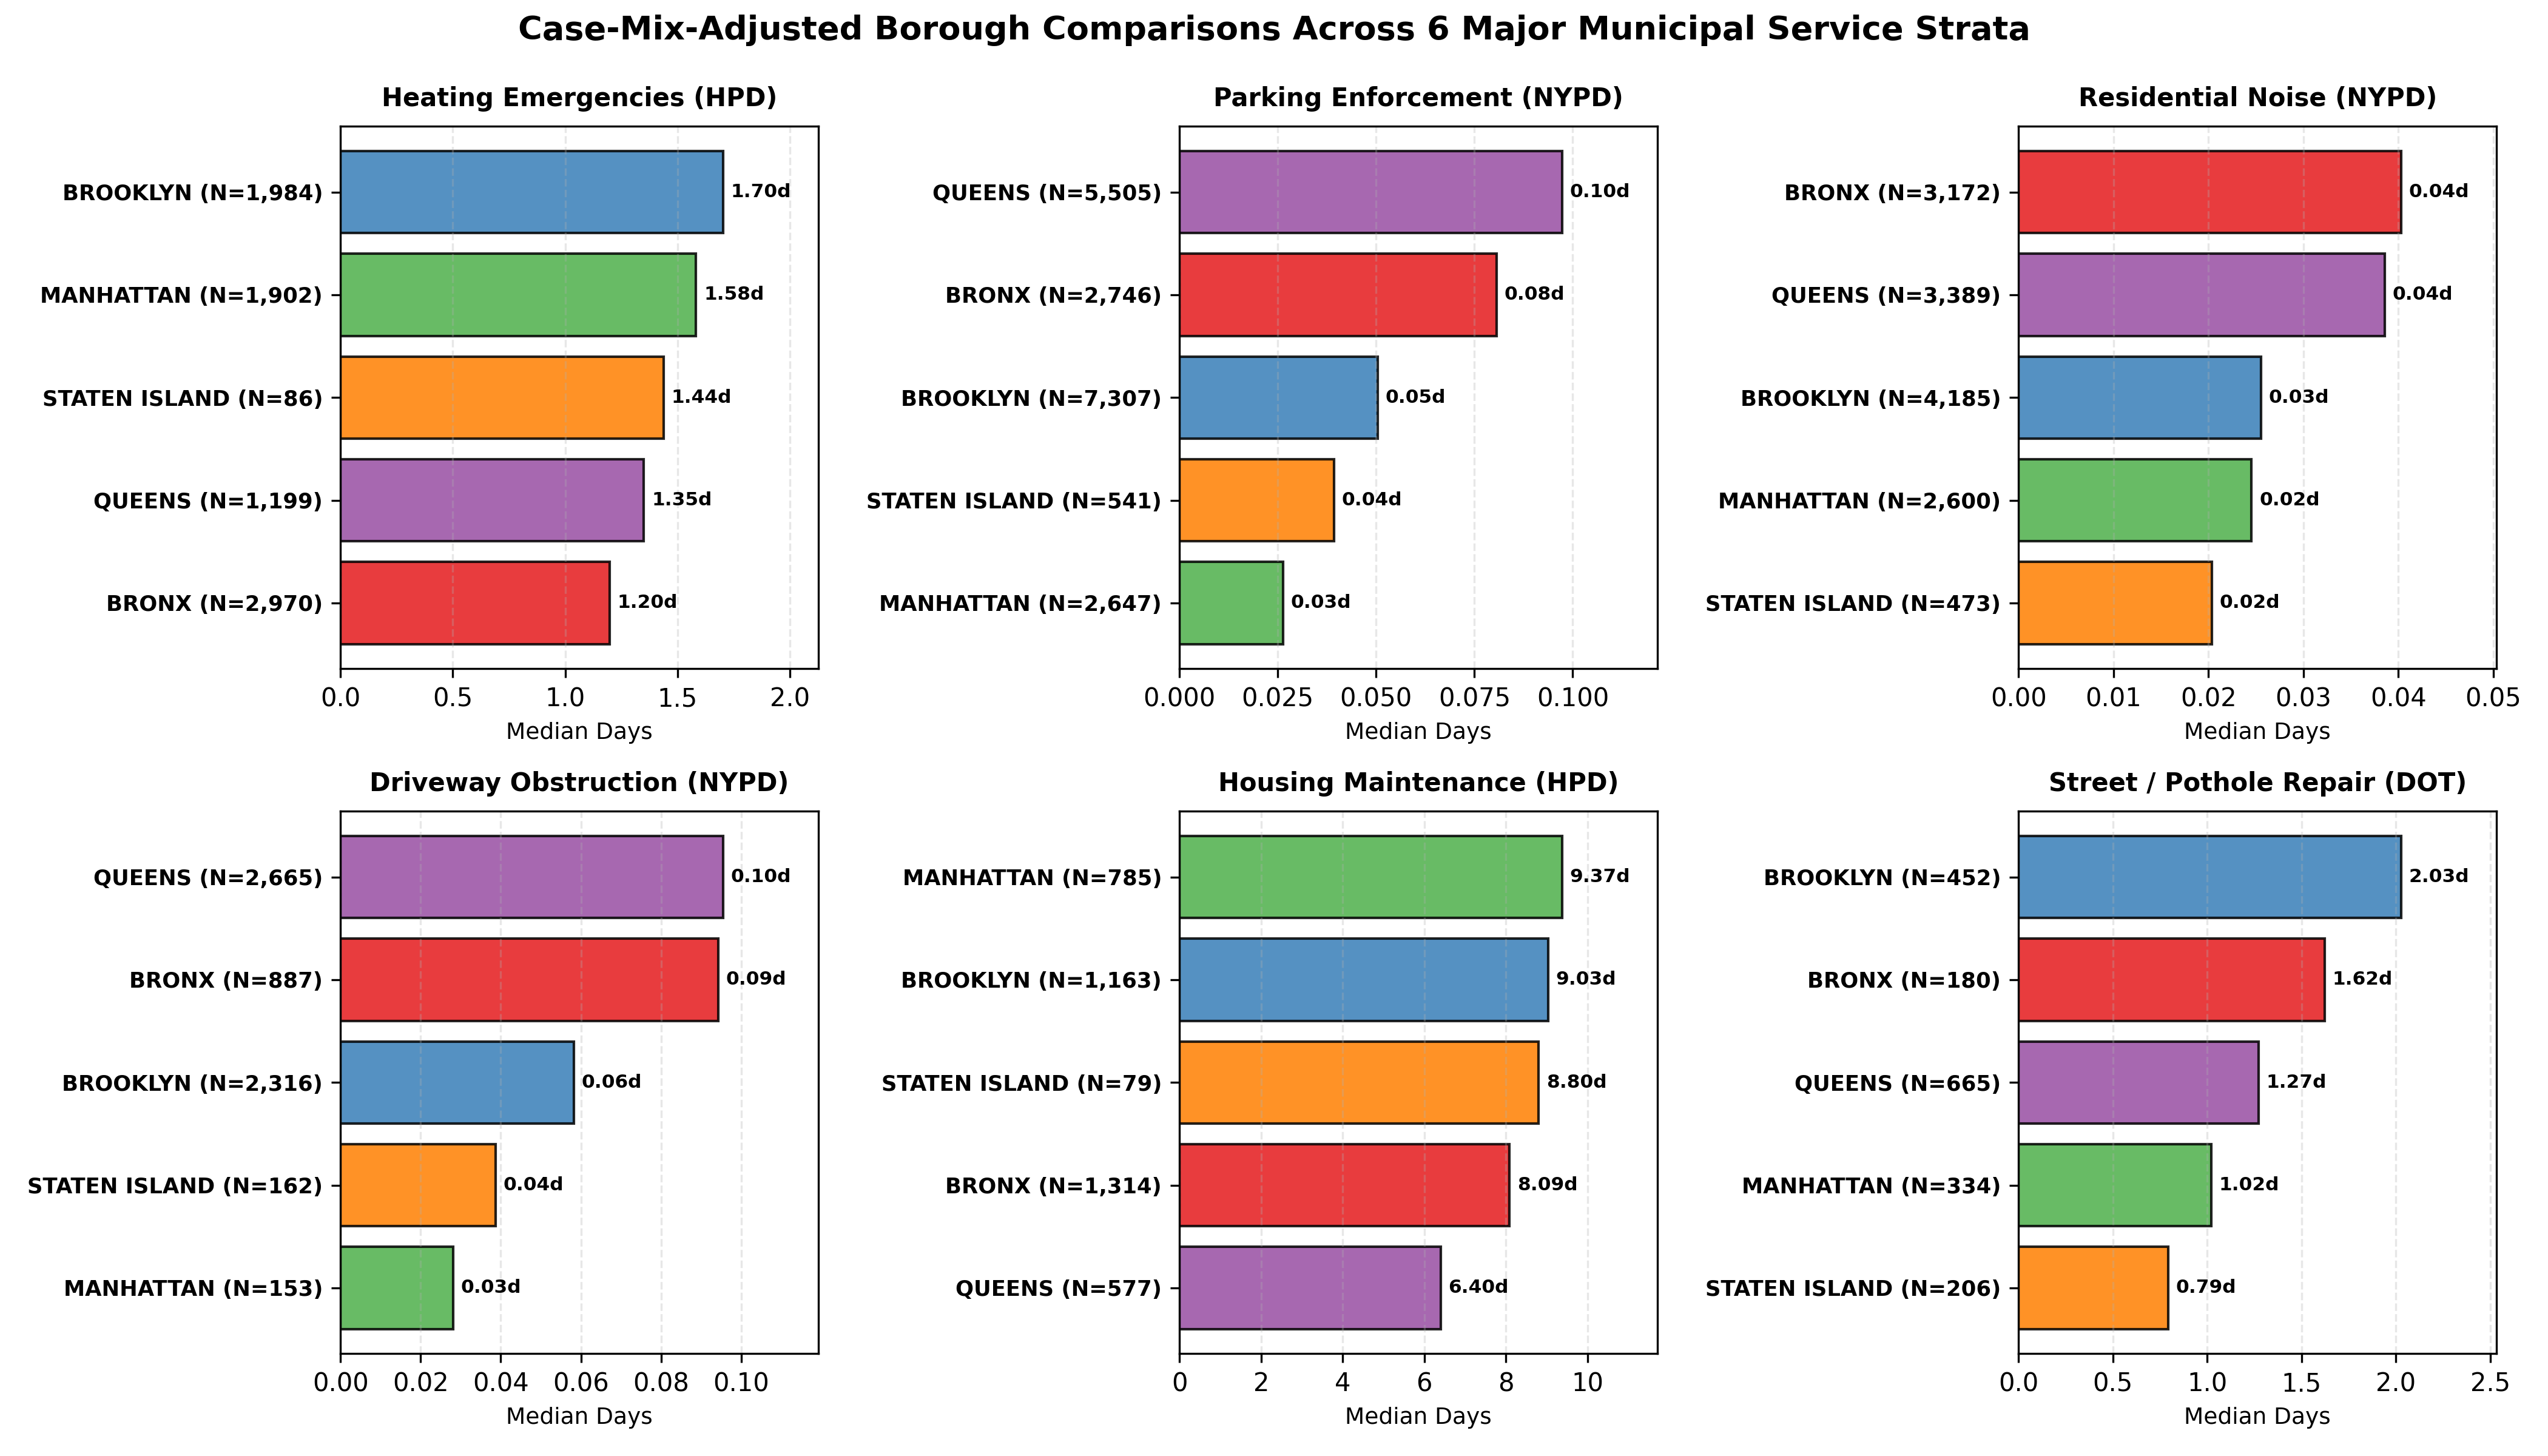 Case-Mix-Adjusted Borough Comparisons Across 6 Major Municipal Service Strata
Heating Emergencies (HPD)
BROOKLYN (N=1,984)
1.70d
MANHATTAN (N=1,902)
1.58d
STATEN ISLAND (N=86)
1.44d
QUEENS (N=1,199)
1.35d
BRONX (N=2,970)
1.20d
0.0 0.5 1.0 1.5 2.0
Median Days
Parking Enforcement (NYPD)
QUEENS (N=5,505)
0.10d
BRONX (N=2,746)
0.08d
BROOKLYN (N=7,307)
0.05d
STATEN ISLAND (N=541)
0.04d
MANHATTAN (N=2,647)
0.03d
0.000 0.025 0.050 0.075 0.100
Median Days
Residential Noise (NYPD)
BRONX (N=3,172)
0.04d
QUEENS (N=3,389)
0.04d
BROOKLYN (N=4,185)
0.03d
MANHATTAN (N=2,600)
0.02d
STATEN ISLAND (N=473)
0.02d
0.00 0.01 0.02 0.03 0.04 0.05
Median Days
Driveway Obstruction (NYPD)
QUEENS (N=2,665)
0.10d
BRONX (N=887)
0.09d
BROOKLYN (N=2,316)
0.06d
STATEN ISLAND (N=162)
0.04d
MANHATTAN (N=153)
0.03d
0.00 0.02 0.04 0.06 0.08 0.10
Median Days
Housing Maintenance (HPD)
MANHATTAN (N=785)
9.37d
BROOKLYN (N=1,163)
9.03d
STATEN ISLAND (N=79)
8.80d
BRONX (N=1,314)
8.09d
QUEENS (N=577)
6.40d
0 2 4 6 8 10
Median Days
Street / Pothole Repair (DOT)
BROOKLYN (N=452)
2.03d
BRONX (N=180)
1.62d
QUEENS (N=665)
1.27d
MANHATTAN (N=334)
1.02d
STATEN ISLAND (N=206)
0.79d
0.0 0.5 1.0 1.5 2.0 2.5
Median Days